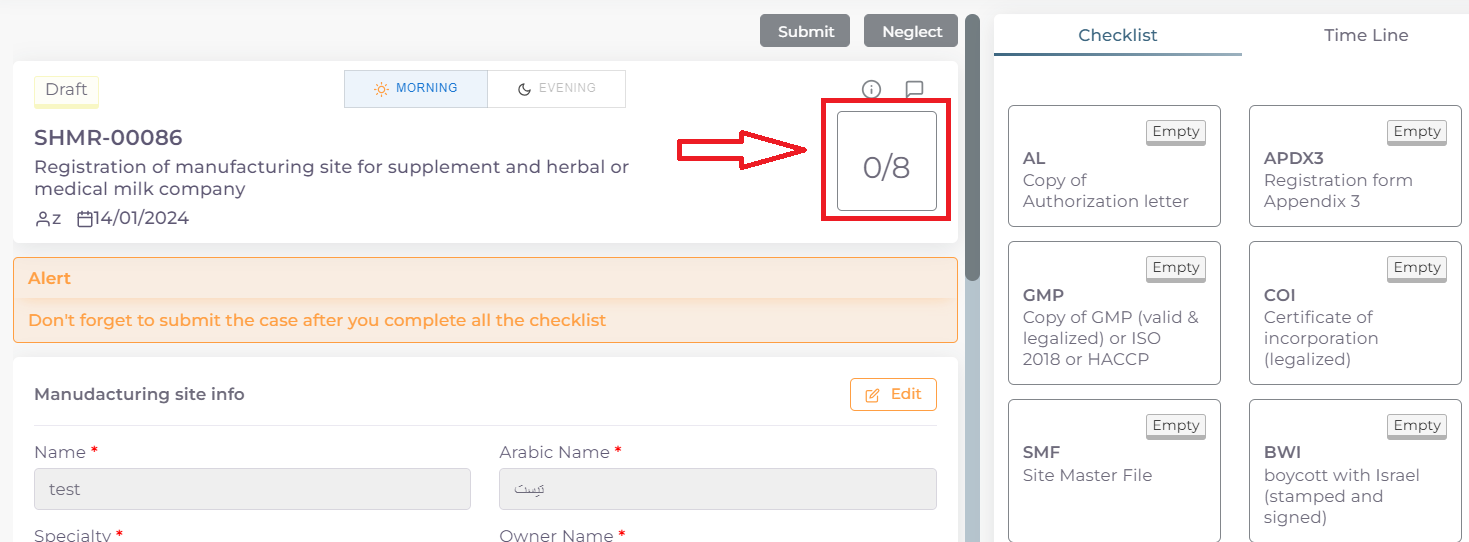 Submit
Neglect
Draft
MORNING
EVENING
SHMR-00086
Registration of manufacturing site for supplement and herbal or
medical milk company
z 14/01/2024
0/8
Alert
Don't forget to submit the case after you complete all the checklist
Manudacturing site info
Edit
Name *
Arabic Name *
test
تيست
Specialty *
Owner Name *
Checklist
Time Line
Empty
AL
Copy of
Authorization letter
Empty
APDX3
Registration form
Appendix 3
Empty
GMP
Copy of GMP (valid &
legalized) or ISO
2018 or HACCP
Empty
COI
Certificate of
incorporation
(legalized)
Empty
SMF
Site Master File
Empty
BWI
boycott with Israel
(stamped and
signed)